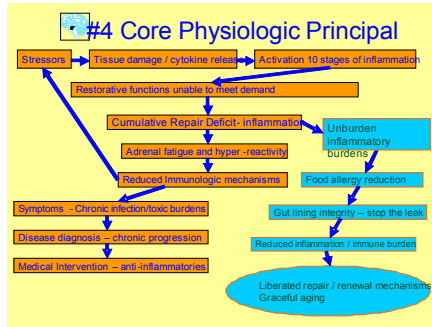 #4 Core Physiologic Principal
Stressors
Tissue damage / cytokine release
Activation 10 stages of inflammation
Restorative functions unable to meet demand
Cumulative Repair Deficit- inflammation
Unburden
inflammatory
burdens
Adrenal fatigue and hyper -reactivity
Reduced Immunologic mechanisms
Food allergy reduction
Symptoms - Chronic infection/toxic burdens
Gut lining integrity – stop the leak
Disease diagnosis – chronic progression
Reduced inflammation / immune burden
Medical Intervention – anti-inflammatories
Liberated repair / renewal mechanisms
Graceful aging